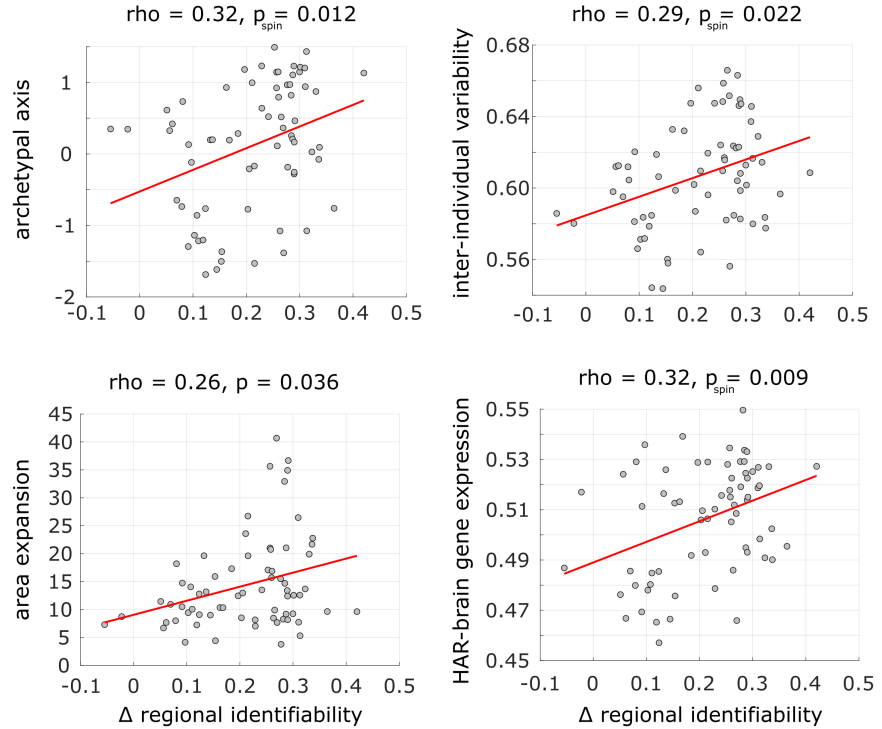 rho = 0.32, p_spin = 0.012
archetypal axis
1
0
-1
-2
-0.1 0 0.1 0.2 0.3 0.4 0.5
rho = 0.29, p_spin = 0.022
inter-individual variability
0.68
0.64
0.60
0.56
-0.1 0 0.1 0.2 0.3 0.4 0.5
rho = 0.26, p = 0.036
area expansion
45
40
35
30
25
20
15
10
5
0
-0.1 0 0.1 0.2 0.3 0.4 0.5
Δ regional identifiability
rho = 0.32, p_spin = 0.009
HAR-brain gene expression
0.55
0.53
0.51
0.49
0.47
0.45
-0.1 0 0.1 0.2 0.3 0.4 0.5
Δ regional identifiability